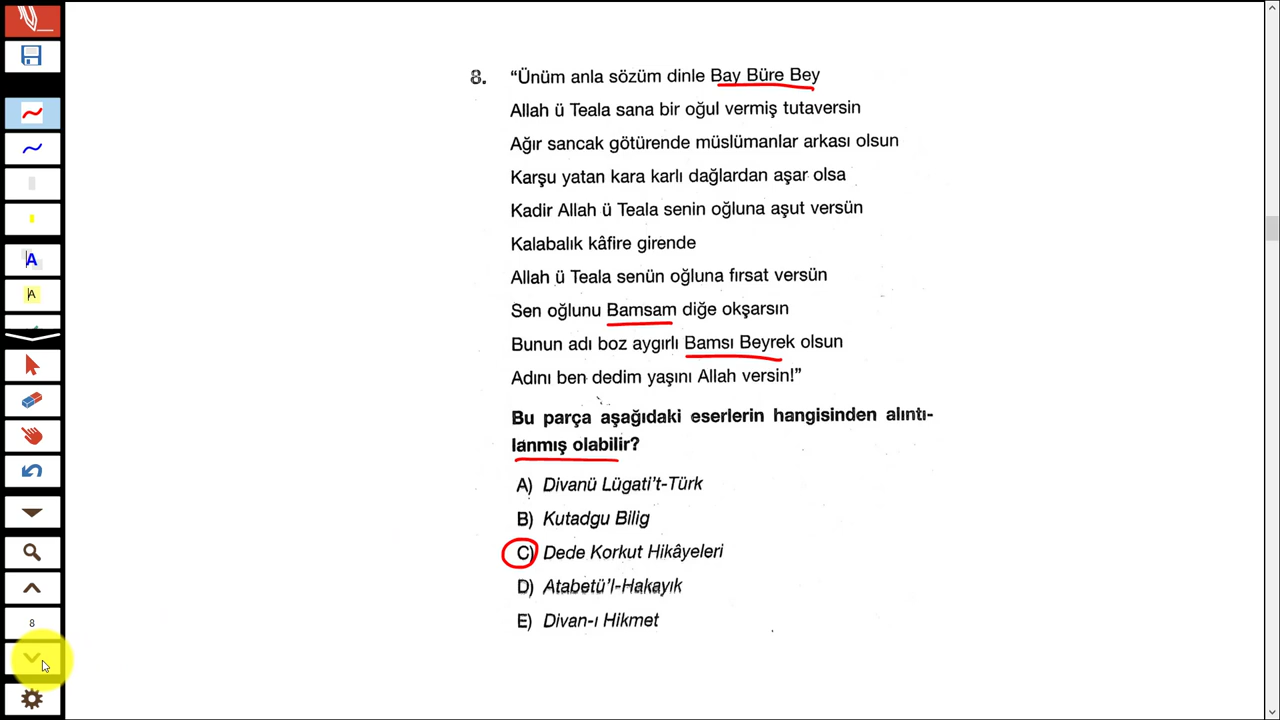 8. “Ünüm anla sözüm dinle Bay Büre Bey
Allah ü Teala sana bir oğul vermiş tutaversin
Ağır sancak götürende müslümanlar arkası olsun
Karşu yatan kara karlı dağlardan aşar olsa
Kadir Allah ü Teala senin oğluna aşut versün
Kalabalık kâfire girende
Allah ü Teala senün oğluna fırsat versün
Sen oğlunu Bamsam diğe okşarsın
Bunun adı boz aygırlı Bamsı Beyrek olsun
Adını ben dedim yaşını Allah versin!”
Bu parça aşağıdaki eserlerin hangisinden alıntı-
lanmış olabilir?
A) Divanü Lügati’t-Türk
B) Kutadgu Bilig
C) Dede Korkut Hikâyeleri
D) Atabetü’l-Hakayık
E) Divan-ı Hikmet
A
A
8